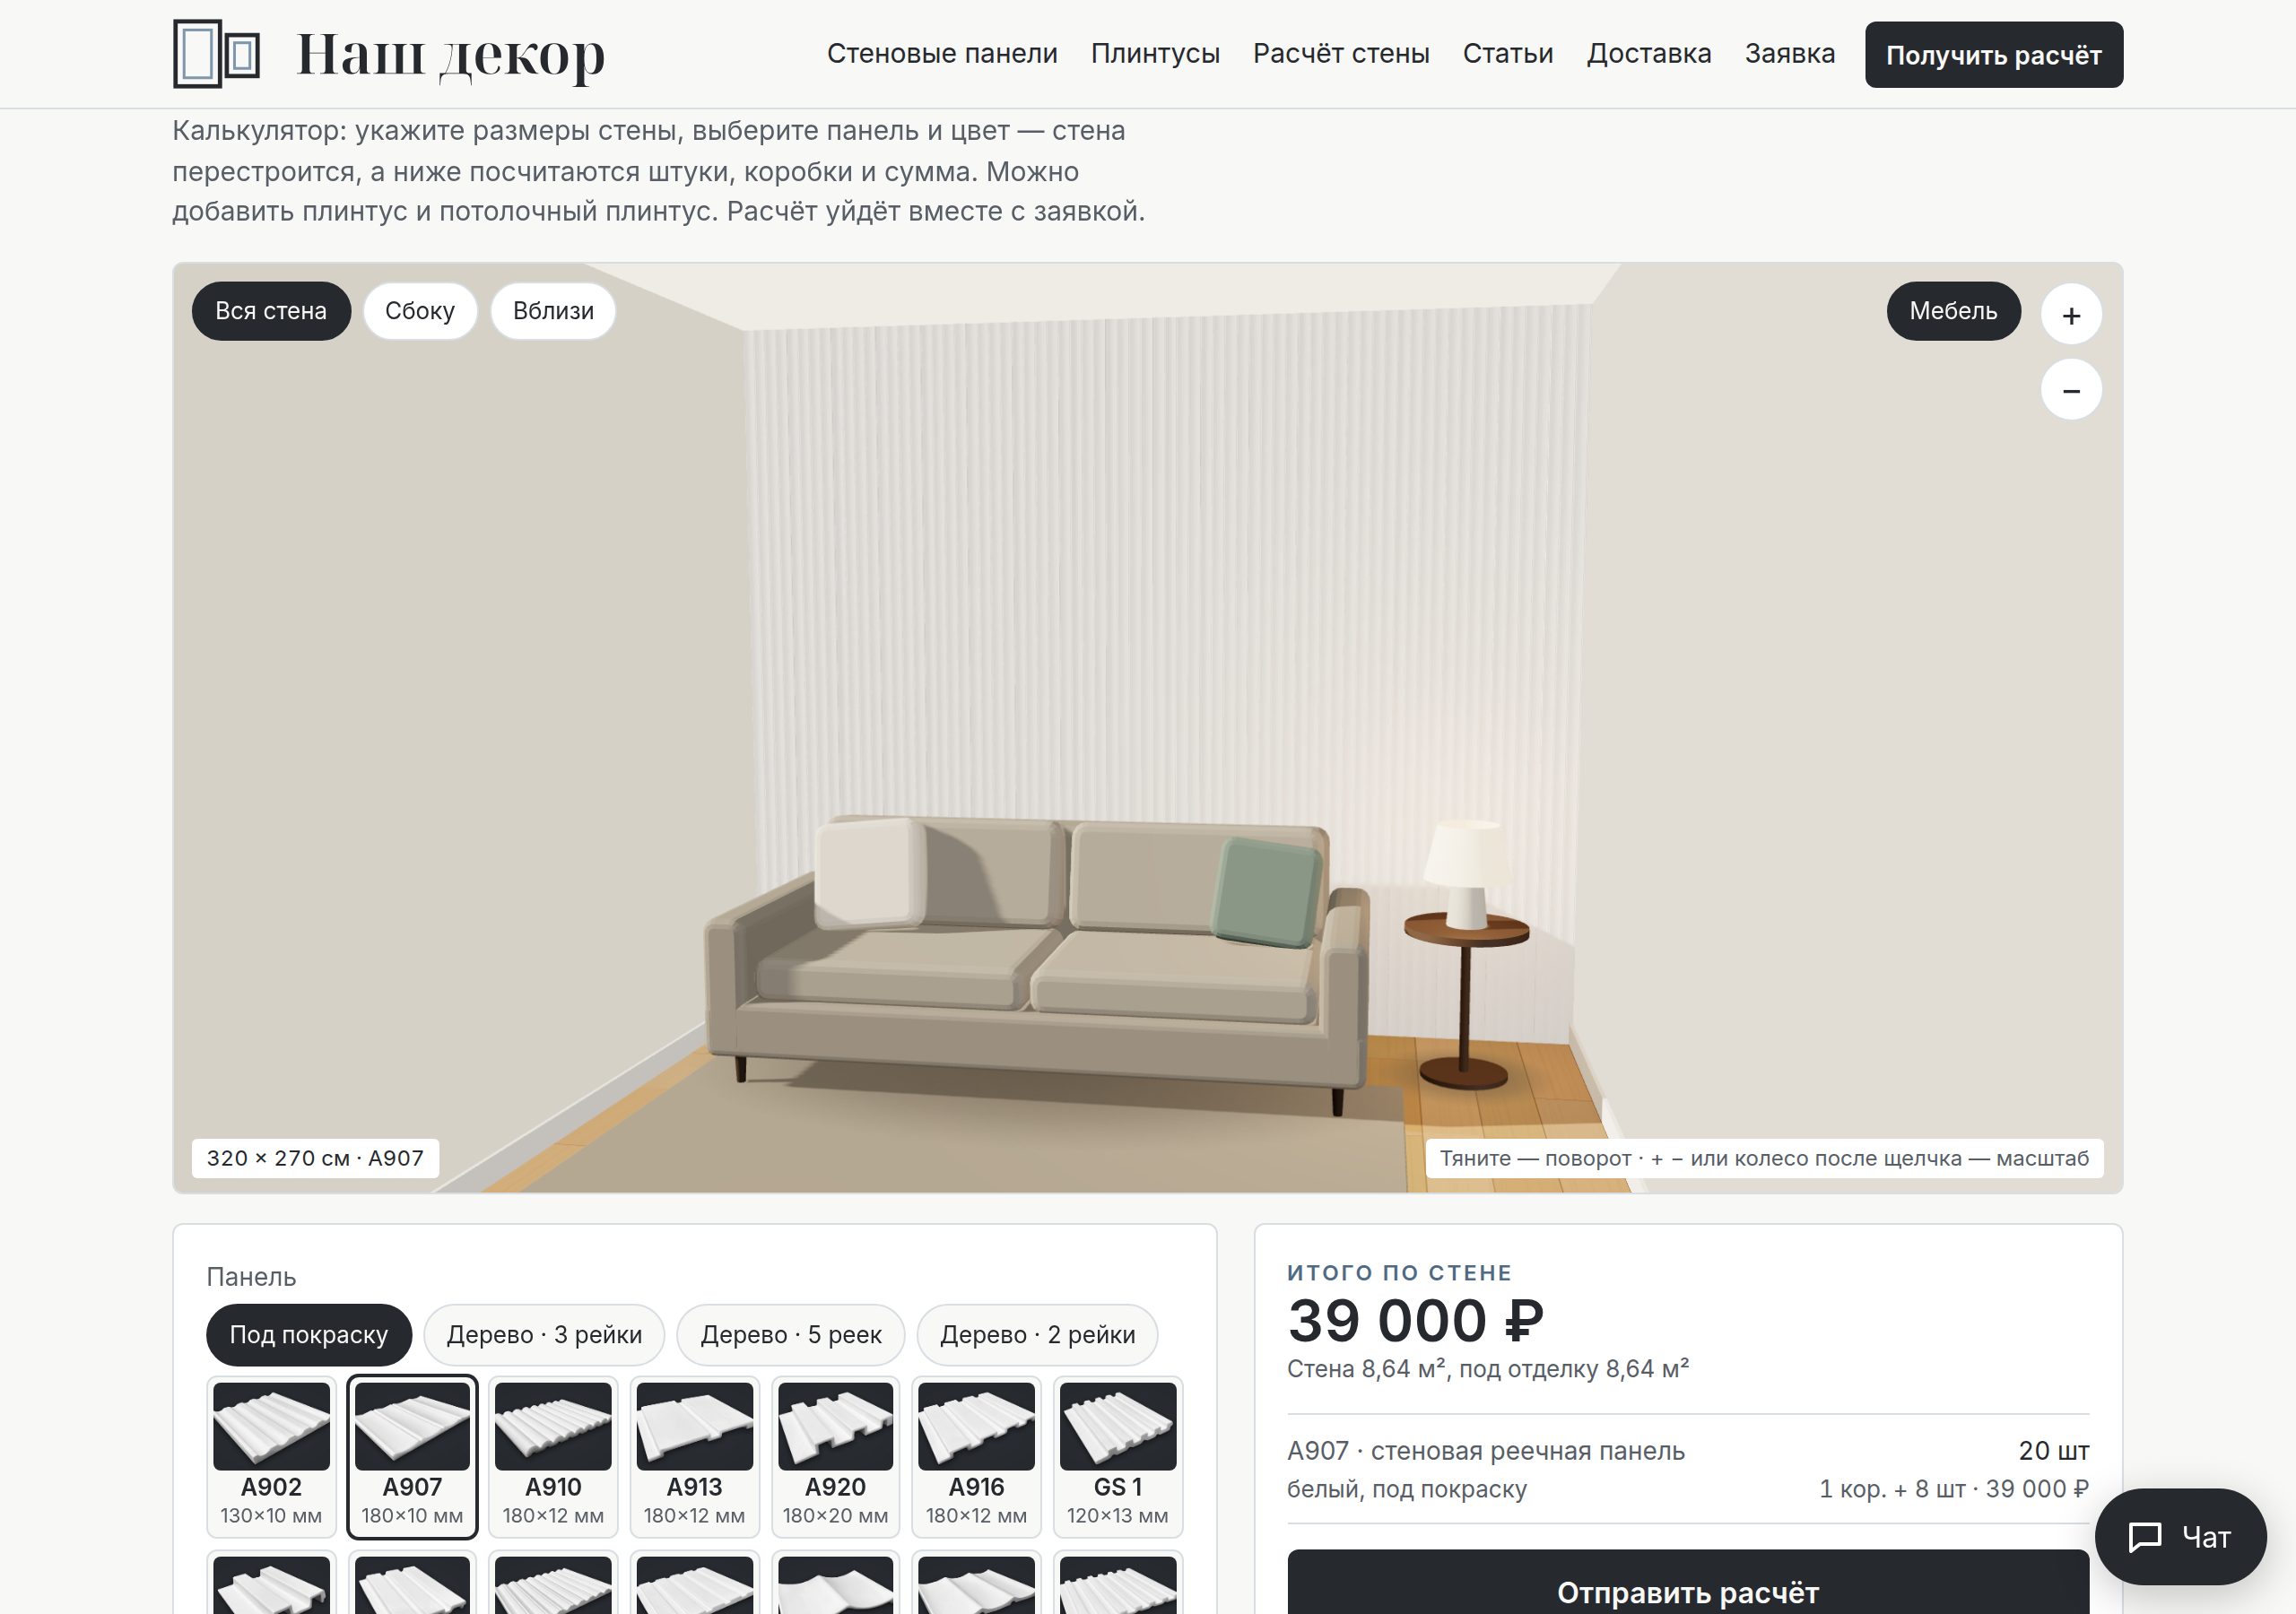 Наш декор
Стеновые панели
Плинтусы
Расчёт стены
Статьи
Доставка
Заявка
Получить расчёт
Калькулятор: укажите размеры стены, выберите панель и цвет — стена
перестроится, а ниже посчитаются штуки, коробки и сумма. Можно
добавить плинтус и потолочный плинтус. Расчёт уйдёт вместе с заявкой.
Вся стена
Сбоку
Вблизи
Мебель
+
−
320 × 270 см · A907
Тяните — поворот · + − или колесо после щелчка — масштаб
Панель
Под покраску
Дерево · 3 рейки
Дерево · 5 реек
Дерево · 2 рейки
A902
130×10 мм
A907
180×10 мм
A910
180×12 мм
A913
180×12 мм
A920
180×20 мм
A916
180×12 мм
GS 1
120×13 мм
ИТОГО ПО СТЕНЕ
39 000 ₽
Стена 8,64 м², под отделку 8,64 м²
A907 · стеновая реечная панель 20 шт
белый, под покраску 1 кор. + 8 шт · 39 000 ₽
Отправить расчёт
Чат